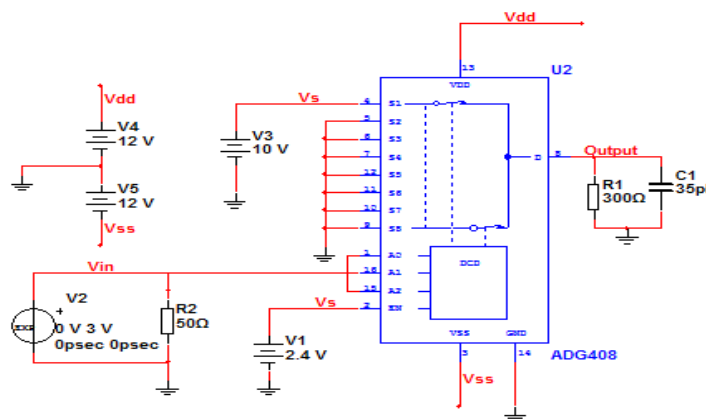 Vdd
13
U2
VDD
Vdd
Vs
4
S1
V4
12 V
V3
10 V
5
S2
6
S3
7
S4
12
S5
11
S6
10
S7
9
S8
D
8
Output
R1
300Ω
C1
35p
V5
12 V
Vss
Vin
1
A0
16
A1
15
A2
2
EN
DCD
V2
0 V 3 V
0psec 0psec
R2
50Ω
Vs
V1
2.4 V
VSS
GND
3
14
ADG408
Vss